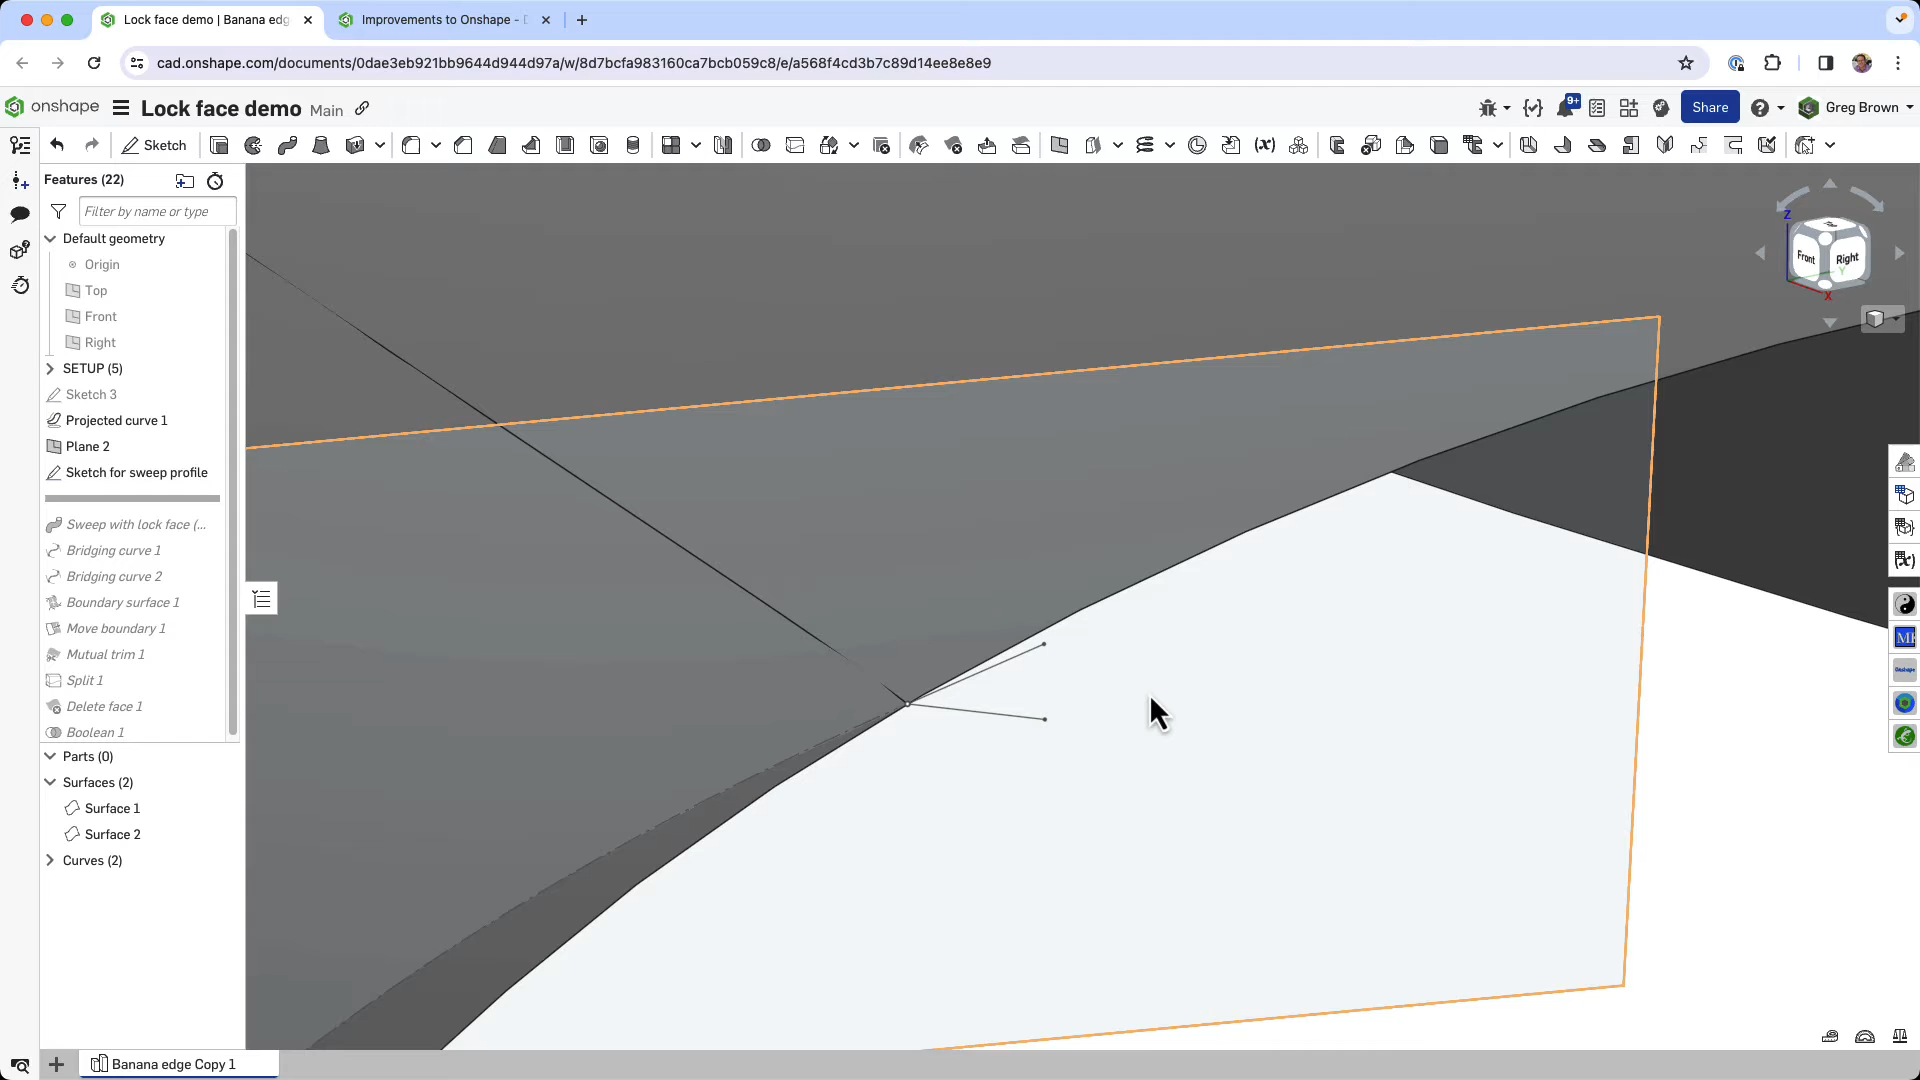 Lock face demo | Banana edg
Improvements to Onshape -
cad.onshape.com/documents/0dae3eb921bb9644d944d97a/w/8d7bcfa983160ca7bcb059c8/e/a568f4cd3b7c89d14ee8e8e9
onshape
Lock face demo Main
9+
Share
Greg Brown
Sketch
(x)
Features (22)
Filter by name or type
Default geometry
Origin
Top
Front
Right
SETUP (5)
Sketch 3
Projected curve 1
Plane 2
Sketch for sweep profile
Sweep with lock face (...
Bridging curve 1
Bridging curve 2
Boundary surface 1
Move boundary 1
Mutual trim 1
Split 1
Delete face 1
Boolean 1
Parts (0)
Surfaces (2)
Surface 1
Surface 2
Curves (2)
Z
Front
Right
Y
X
(x)
Onshape
Banana edge Copy 1